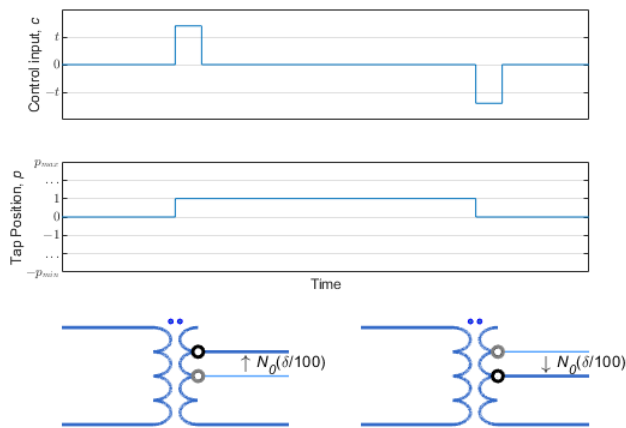 Control input, c
t
0
−t
Tap Position, p
p_max
...
1
0
−1
...
−p_min
Time
↑ N_0(δ/100)
↓ N_0(δ/100)